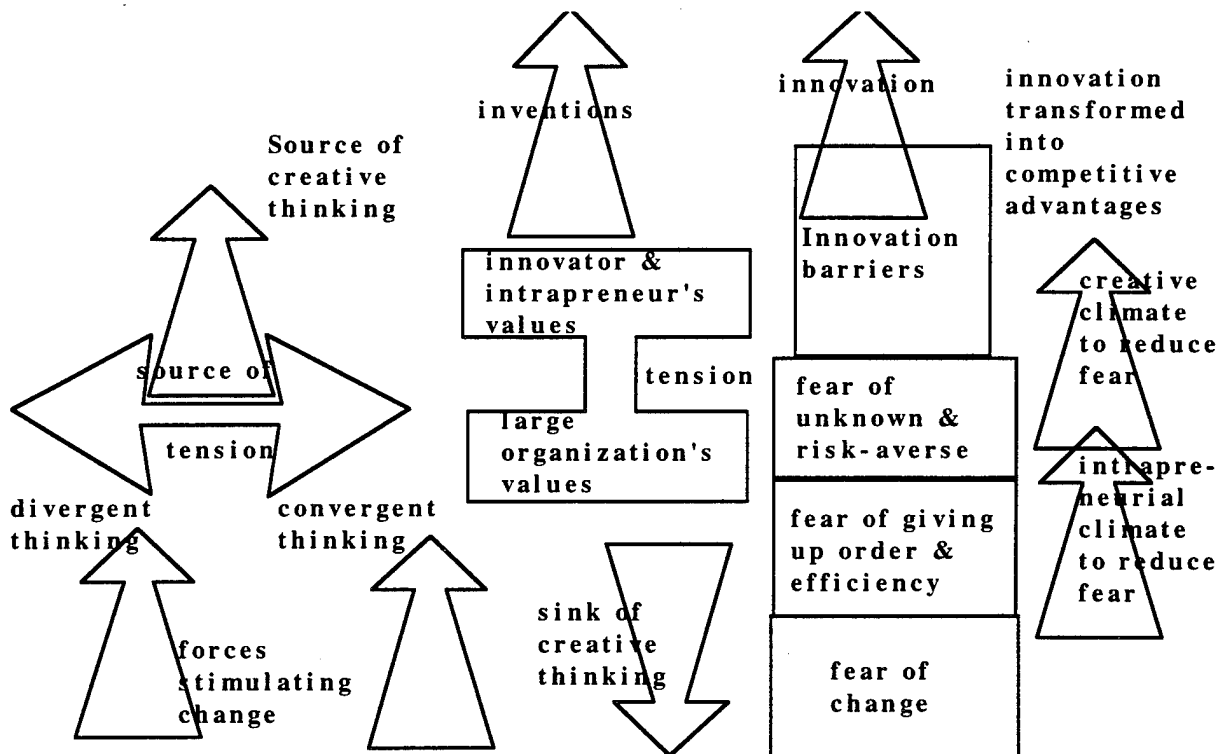 Source of
creative
thinking
source of
tension
divergent
thinking
convergent
thinking
forces
stimulating
change
inventions
innovator &
intrapreneur's
values
tension
large
organization's
values
sink of
creative
thinking
innovation
Innovation
barriers
fear of
unknown &
risk-averse
fear of giving
up order &
efficiency
fear of
change
innovation
transformed
into
competitive
advantages
creative
climate
to reduce
fear
intrapre-
neurial
climate
to reduce
fear